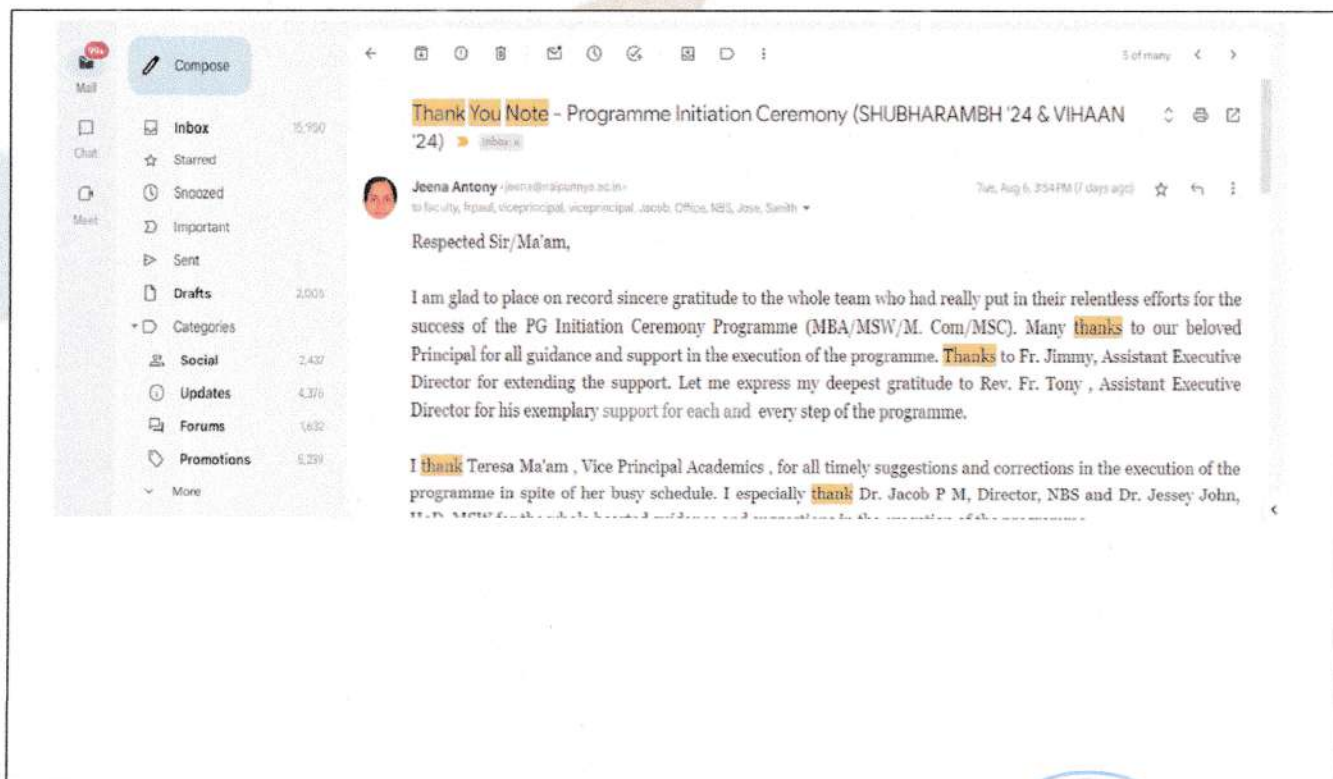 99+
Mail
Chat
Meet
Compose
Inbox 15,950
Starred
Snoozed
Important
Sent
Drafts 2,005
Categories
Social 2,437
Updates 4,376
Forums 1,632
Promotions 5,239
More
5 of many
Thank You Note - Programme Initiation Ceremony (SHUBHARAMBH '24 & VIHAAN
'24) Inbox x
Jeena Antony <jeena@naipunnya.ac.in> Tue, Aug 6, 3:54 PM (7 days ago)
to faculty, frpaul, viceprincipal, viceprincipal, Jacob, Office, NBS, Jose, Smith
Respected Sir/Ma'am,
I am glad to place on record sincere gratitude to the whole team who had really put in their relentless efforts for the
success of the PG Initiation Ceremony Programme (MBA/MSW/M. Com/MSC). Many thanks to our beloved
Principal for all guidance and support in the execution of the programme. Thanks to Fr. Jimmy, Assistant Executive
Director for extending the support. Let me express my deepest gratitude to Rev. Fr. Tony , Assistant Executive
Director for his exemplary support for each and every step of the programme.
I thank Teresa Ma'am , Vice Principal Academics , for all timely suggestions and corrections in the execution of the
programme in spite of her busy schedule. I especially thank Dr. Jacob P M, Director, NBS and Dr. Jessey John,